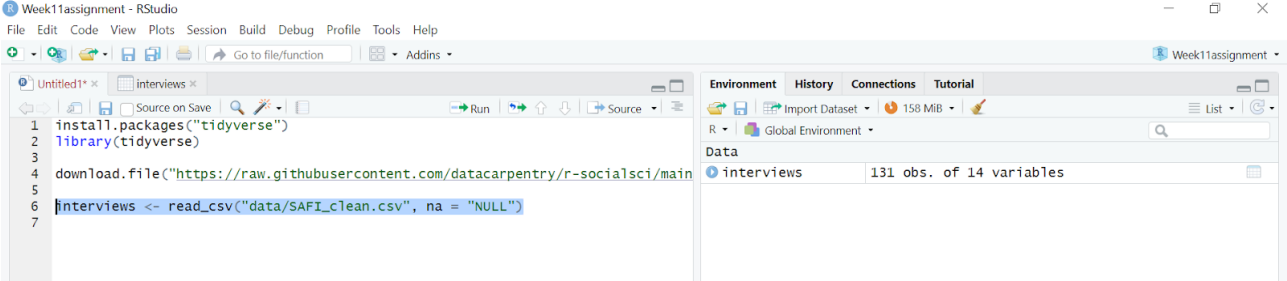 Week11assignment - RStudio
File Edit Code View Plots Session Build Debug Profile Tools Help
Go to file/function Addins Week11assignment
Untitled1* interviews
Source on Save Run Source
1 install.packages("tidyverse")
2 library(tidyverse)
3
4 download.file("https://raw.githubusercontent.com/datacarpentry/r-socialsci/main
5
6 interviews <- read_csv("data/SAFI_clean.csv", na = "NULL")
7
Environment History Connections Tutorial
Import Dataset 158 MiB List
R Global Environment
Data
interviews 131 obs. of 14 variables